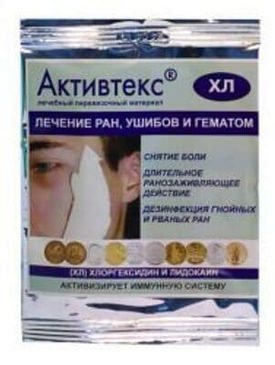 Активтекс®
ХЛ
лечебный перевязочный материал
ЛЕЧЕНИЕ РАН, УШИБОВ И ГЕМАТОМ
СНЯТИЕ БОЛИ
ДЛИТЕЛЬНОЕ
РАНОЗАЖИВЛЯЮЩЕЕ
ДЕЙСТВИЕ
ДЕЗИНФЕКЦИЯ ГНОЙНЫХ
И РВАНЫХ РАН
(ХЛ) ХЛОРГЕКСИДИН И ЛИДОКАИН
АКТИВИЗИРУЕТ ИММУННУЮ СИСТЕМУ